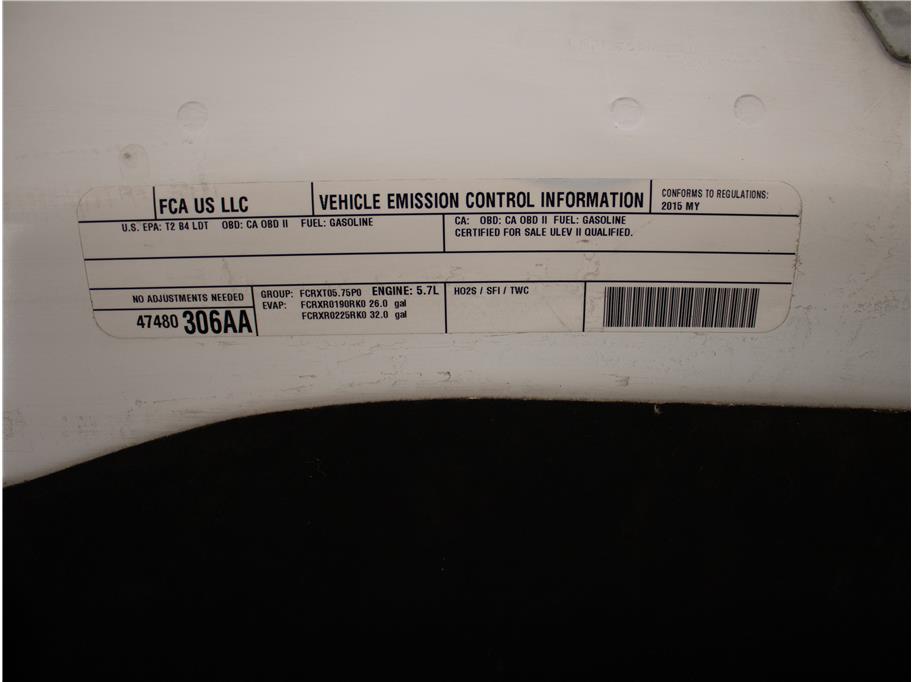 FCA US LLC
VEHICLE EMISSION CONTROL INFORMATION
CONFORMS TO REGULATIONS:
2015 MY
U.S. EPA: T2 B4 LDT OBD: CA OBD II FUEL: GASOLINE
CA: OBD: CA OBD II FUEL: GASOLINE
CERTIFIED FOR SALE ULEV II QUALIFIED.
NO ADJUSTMENTS NEEDED
47480 306AA
GROUP: FCRXT05.75P0 ENGINE: 5.7L
EVAP: FCRXR0190RK0 26.0 gal
FCRXR0225RK0 32.0 gal
HO2S / SFI / TWC